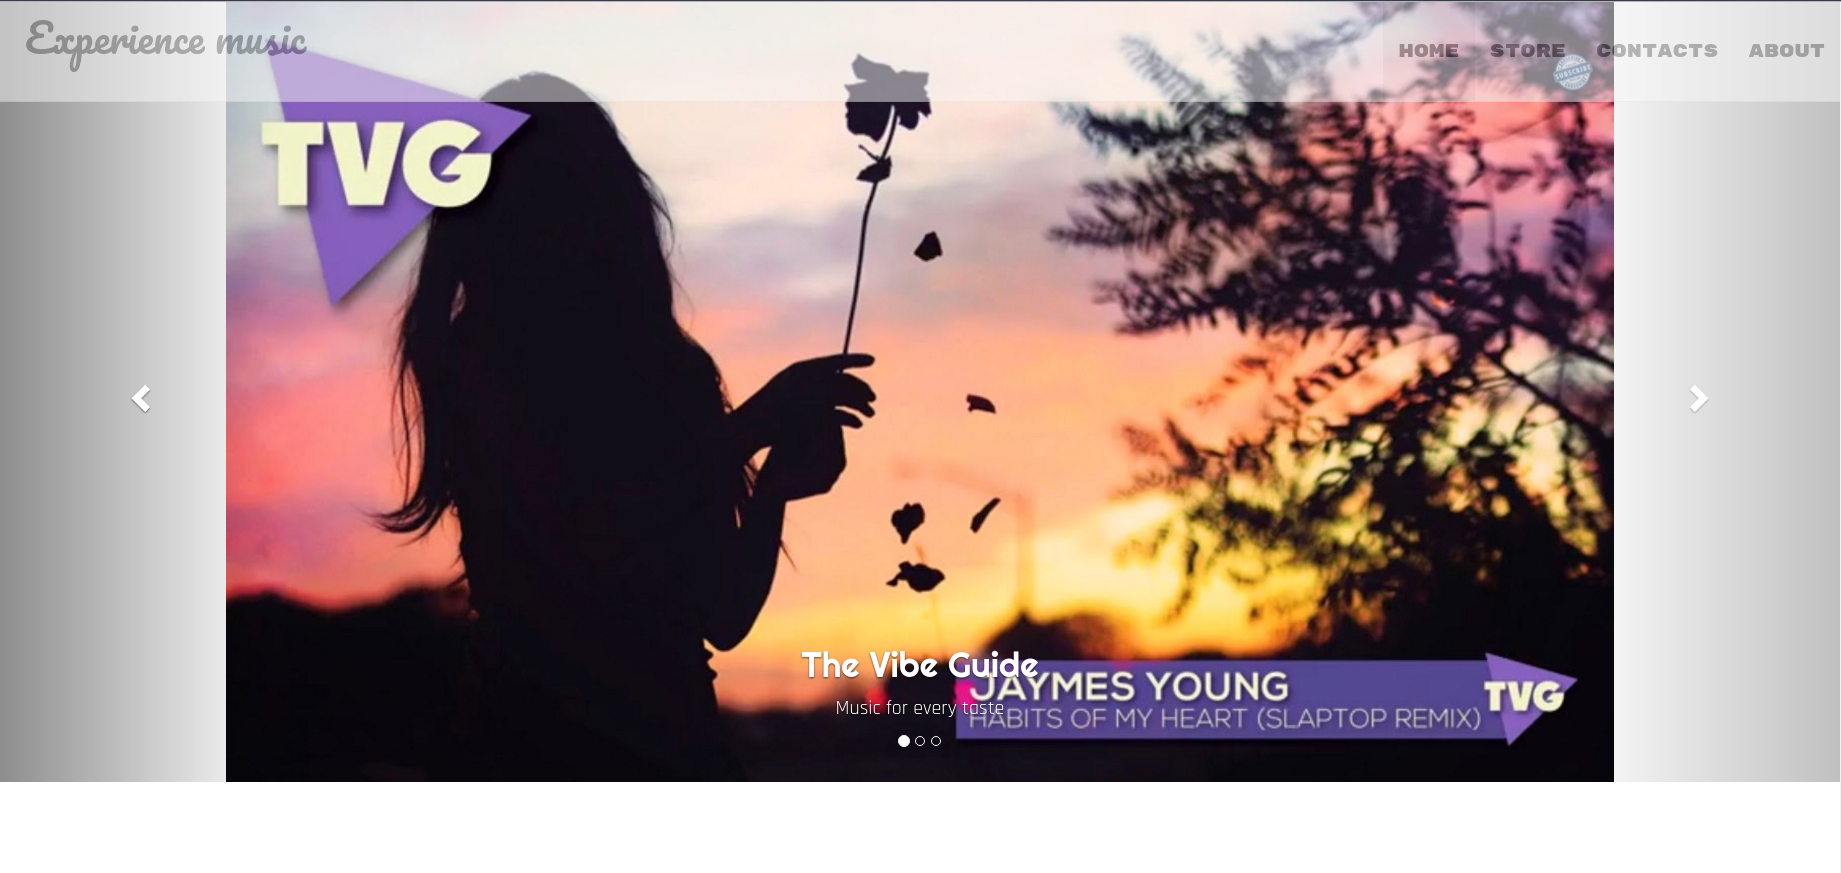 Experience music
HOME STORE CONTACTS ABOUT
SUBSCRIBE
TVG
The Vibe Guide
Music for every taste
JAYMES YOUNG
HABITS OF MY HEART (SLAPTOP REMIX)
TVG